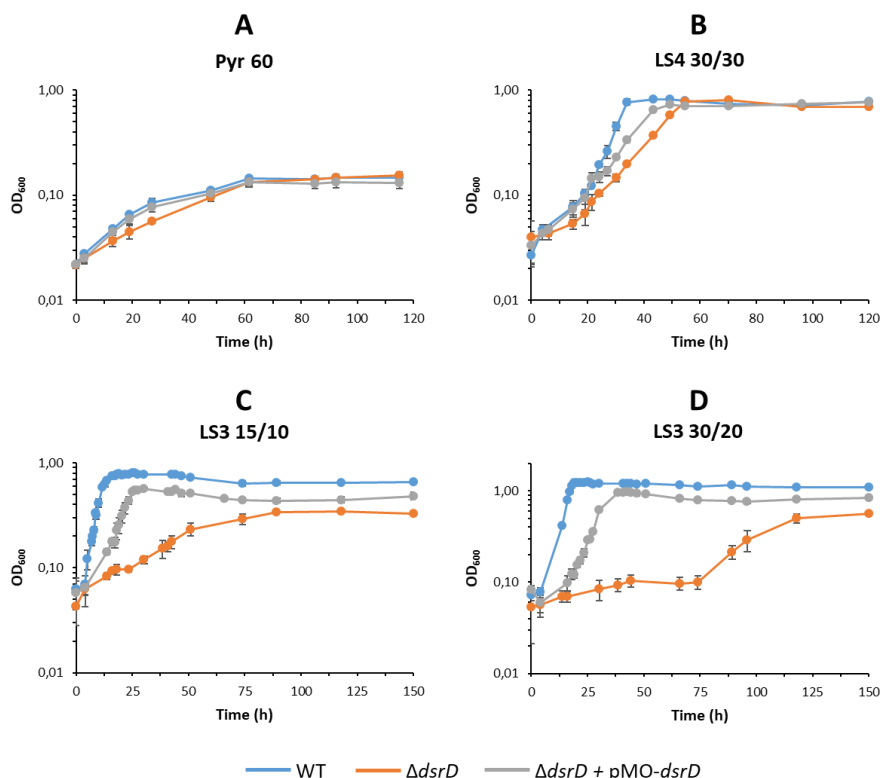 A
Pyr 60
1,00
0,10
0,01
OD600
0 20 40 60 80 100 120
Time (h)
B
LS4 30/30
1,00
0,10
0,01
OD600
0 20 40 60 80 100 120
Time (h)
C
LS3 15/10
1,00
0,10
0,01
OD600
0 25 50 75 100 125 150
Time (h)
D
LS3 30/20
1,00
0,10
0,01
OD600
0 25 50 75 100 125 150
Time (h)
WT ΔdsrD ΔdsrD + pMO-dsrD